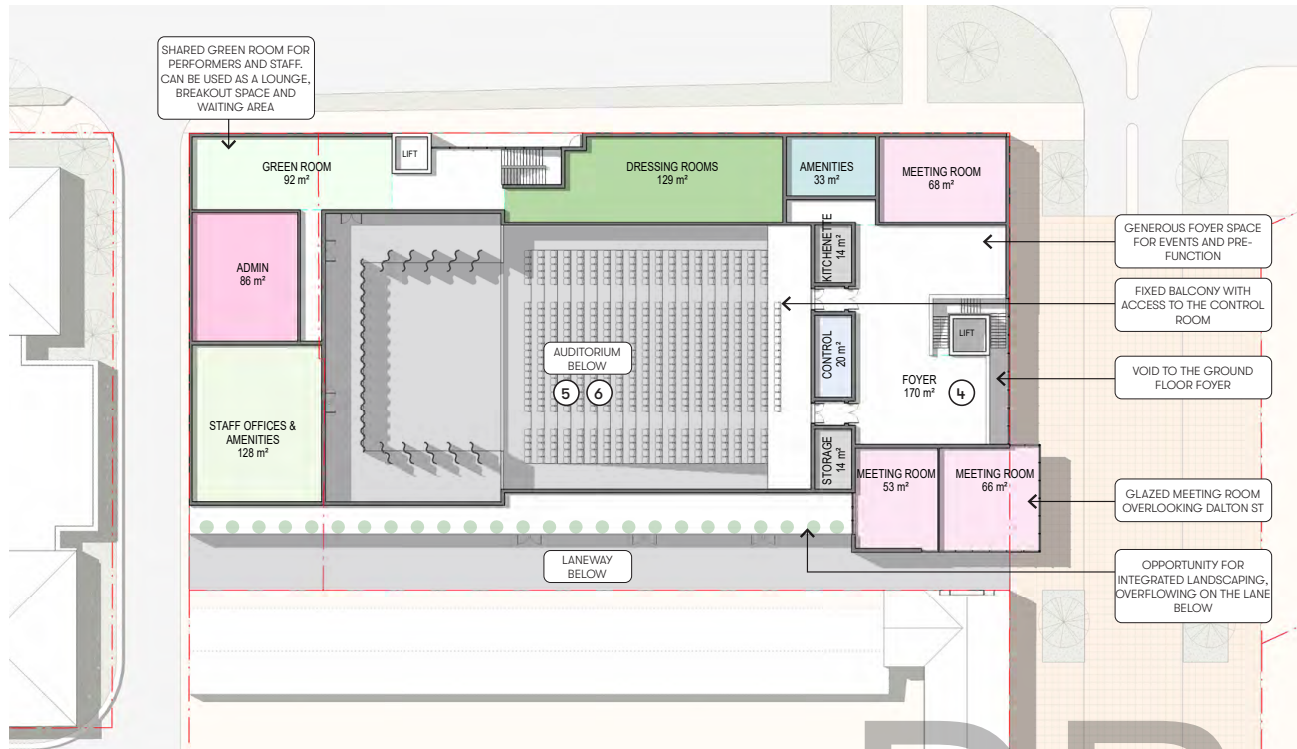 SHARED GREEN ROOM FOR
PERFORMERS AND STAFF.
CAN BE USED AS A LOUNGE,
BREAKOUT SPACE AND
WAITING AREA
GREEN ROOM
92 m²
LIFT
DRESSING ROOMS
129 m²
AMENITIES
33 m²
MEETING ROOM
68 m²
ADMIN
86 m²
KITCHENETTE
14 m²
GENEROUS FOYER SPACE
FOR EVENTS AND PRE-
FUNCTION
FIXED BALCONY WITH
ACCESS TO THE CONTROL
ROOM
LIFT
CONTROL
20 m²
AUDITORIUM
BELOW
5 6
FOYER
170 m²
4
VOID TO THE GROUND
FLOOR FOYER
STAFF OFFICES &
AMENITIES
128 m²
STORAGE
14 m²
MEETING ROOM
53 m²
MEETING ROOM
66 m²
GLAZED MEETING ROOM
OVERLOOKING DALTON ST
LANEWAY
BELOW
OPPORTUNITY FOR
INTEGRATED LANDSCAPING,
OVERFLOWING ON THE LANE
BELOW